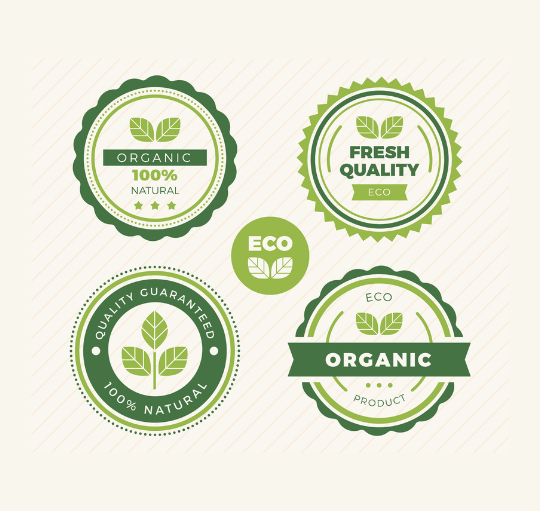 ORGANIC
100%
NATURAL
FRESH
QUALITY
ECO
ECO
QUALITY GUARANTEED
100% NATURAL
ECO
ORGANIC
PRODUCT